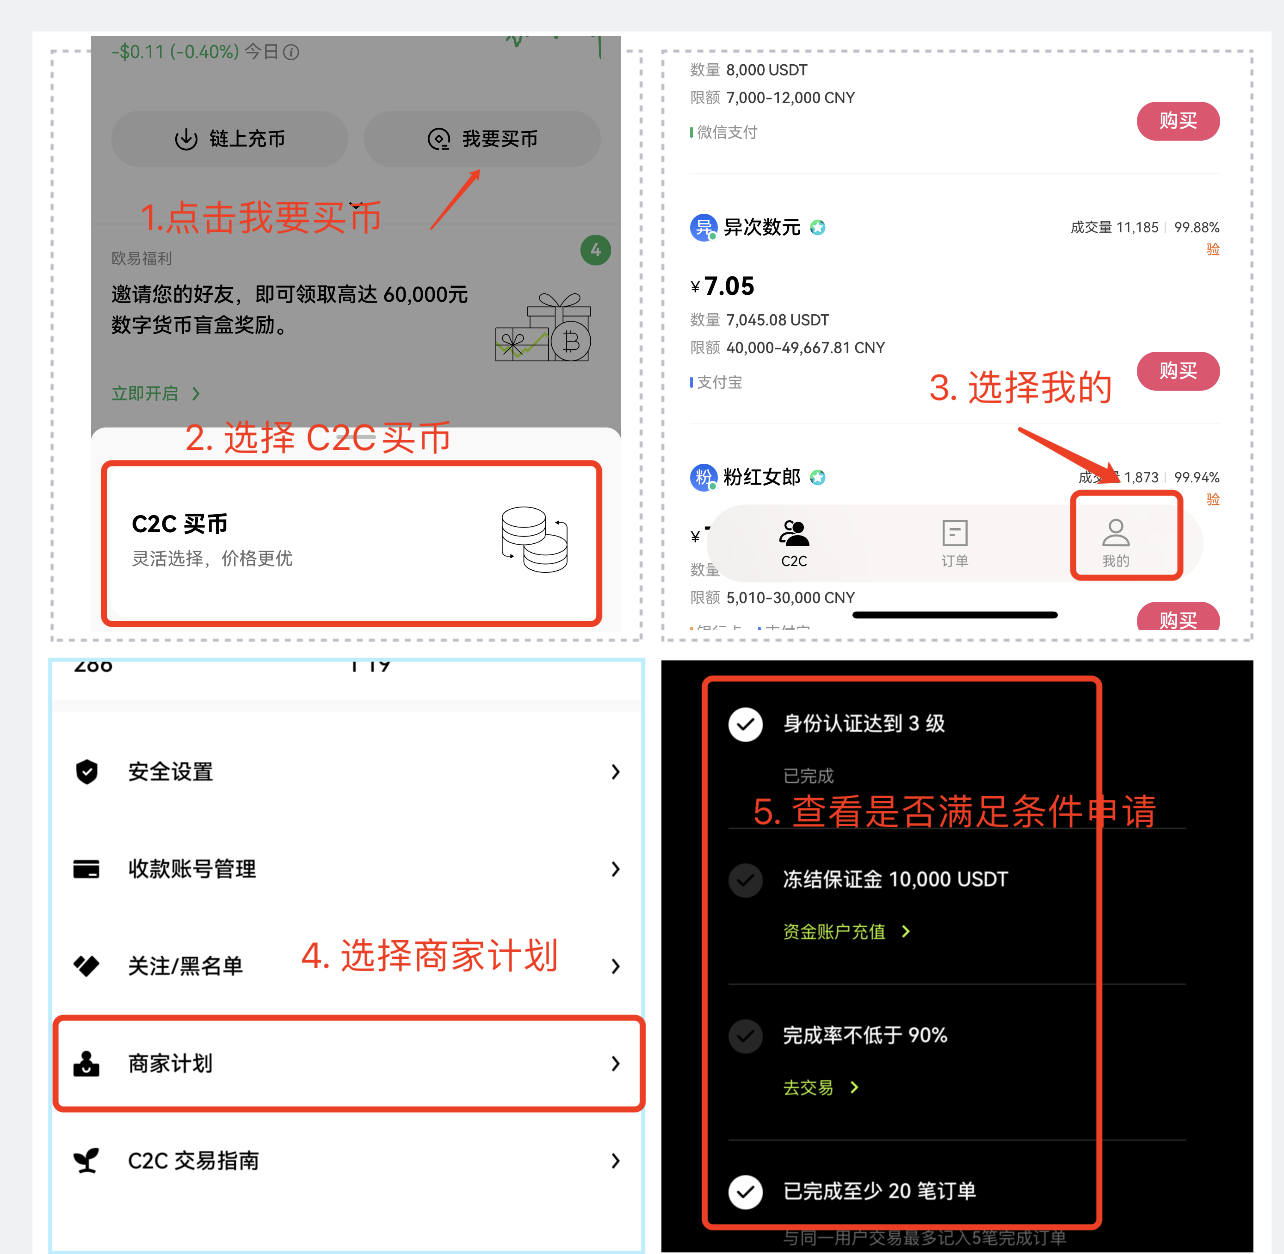 -$0.11 (-0.40%) 今日
链上充币
我要买币
1.点击我要买币
欧易福利
4
邀请您的好友，即可领取高达 60,000元
数字货币盲盒奖励。
立即开启
2. 选择 C2C 买币
C2C 买币
灵活选择，价格更优
数量 8,000 USDT
限额 7,000-12,000 CNY
微信支付
购买
异 异次数元
成交量 11,185 99.88%
验
¥ 7.05
数量 7,045.08 USDT
限额 40,000-49,667.81 CNY
支付宝
购买
3. 选择我的
粉 粉红女郎
成交量 1,873 99.94%
验
¥
C2C
订单
我的
数量
限额 5,010-30,000 CNY
银行卡 支付宝
购买
286
119
安全设置
收款账号管理
关注/黑名单
4. 选择商家计划
商家计划
C2C 交易指南
身份认证达到 3 级
已完成
5. 查看是否满足条件申请
冻结保证金 10,000 USDT
资金账户充值
完成率不低于 90%
去交易
已完成至少 20 笔订单
与同一用户交易最多记入5笔完成订单